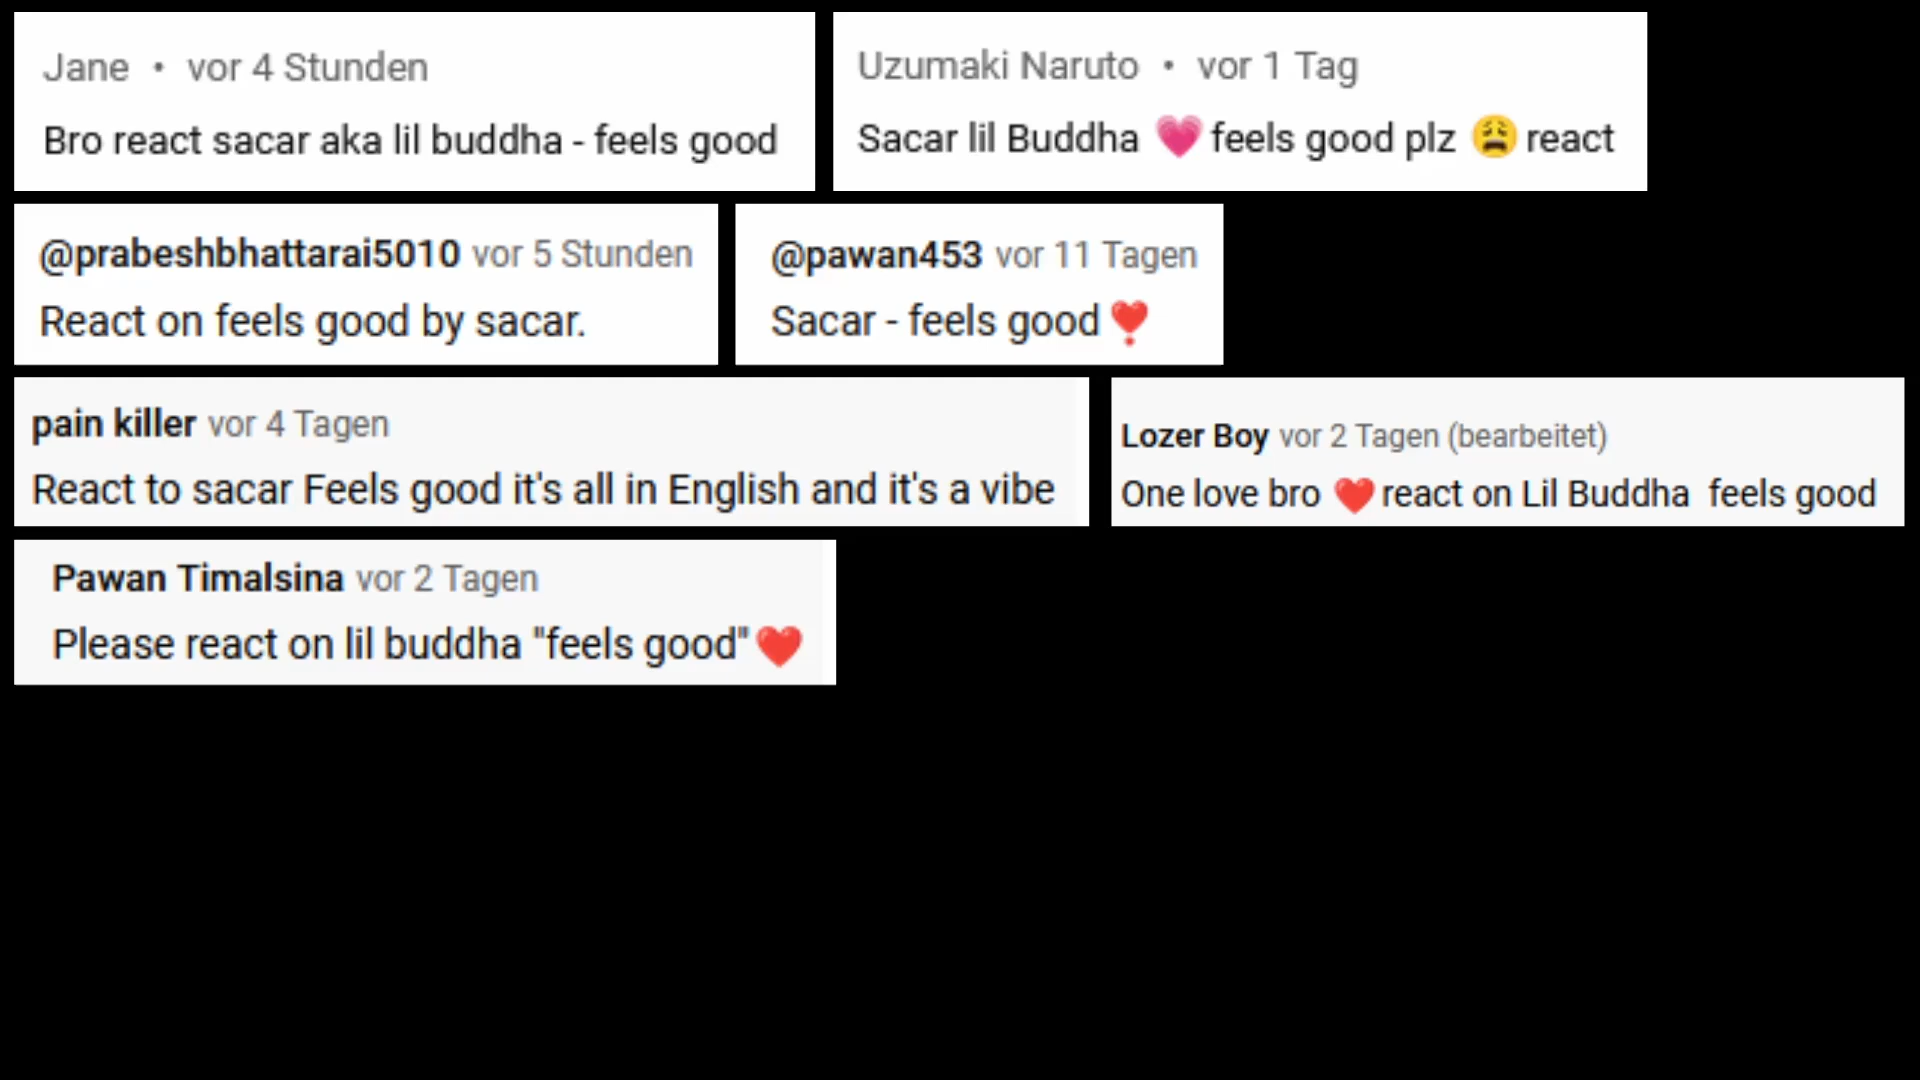 Jane • vor 4 Stunden
Bro react sacar aka lil buddha - feels good
Uzumaki Naruto • vor 1 Tag
Sacar lil Buddha 💗 feels good plz 😩 react
@prabeshbhattarai5010 vor 5 Stunden
React on feels good by sacar.
@pawan453 vor 11 Tagen
Sacar - feels good ❣️
pain killer vor 4 Tagen
React to sacar Feels good it's all in English and it's a vibe
Lozer Boy vor 2 Tagen (bearbeitet)
One love bro ❤️ react on Lil Buddha  feels good
Pawan Timalsina vor 2 Tagen
Please react on lil buddha "feels good" ❤️